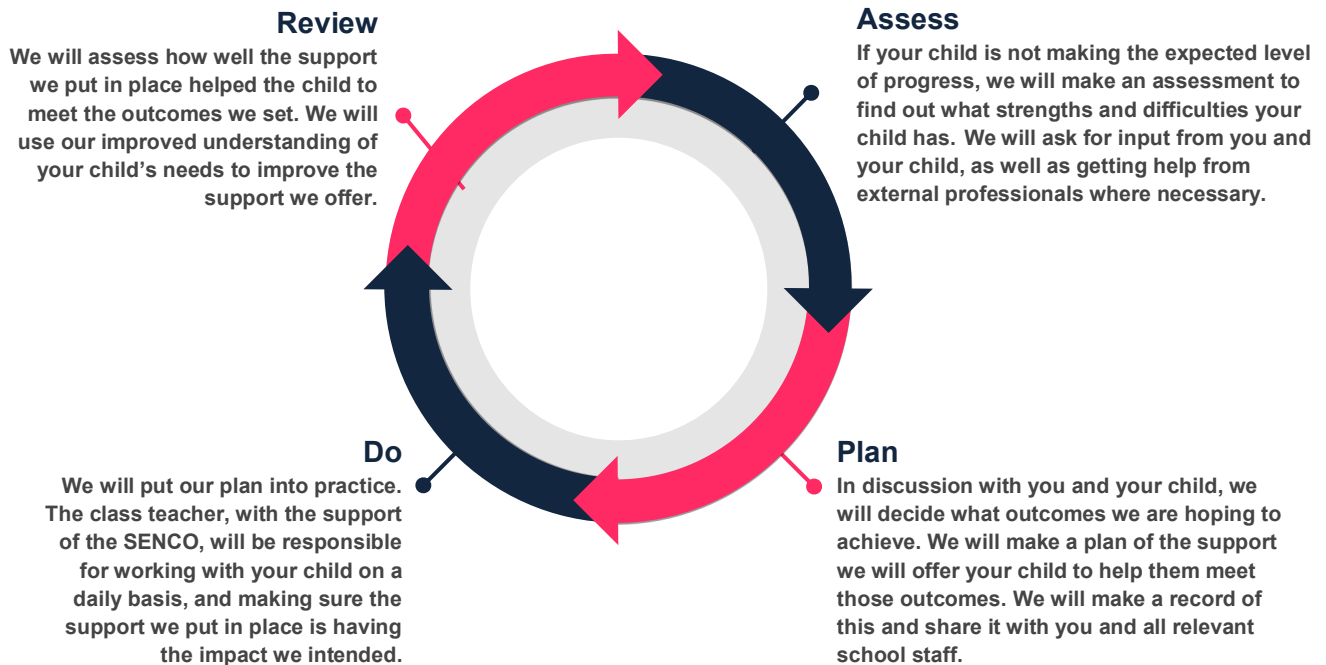 Review
We will assess how well the support
we put in place helped the child to
meet the outcomes we set. We will
use our improved understanding of
your child’s needs to improve the
support we offer.
Assess
If your child is not making the expected level
of progress, we will make an assessment to
find out what strengths and difficulties your
child has. We will ask for input from you and
your child, as well as getting help from
external professionals where necessary.
Do
We will put our plan into practice.
The class teacher, with the support
of the SENCO, will be responsible
for working with your child on a
daily basis, and making sure the
support we put in place is having
the impact we intended.
Plan
In discussion with you and your child, we
will decide what outcomes we are hoping to
achieve. We will make a plan of the support
we will offer your child to help them meet
those outcomes. We will make a record of
this and share it with you and all relevant
school staff.